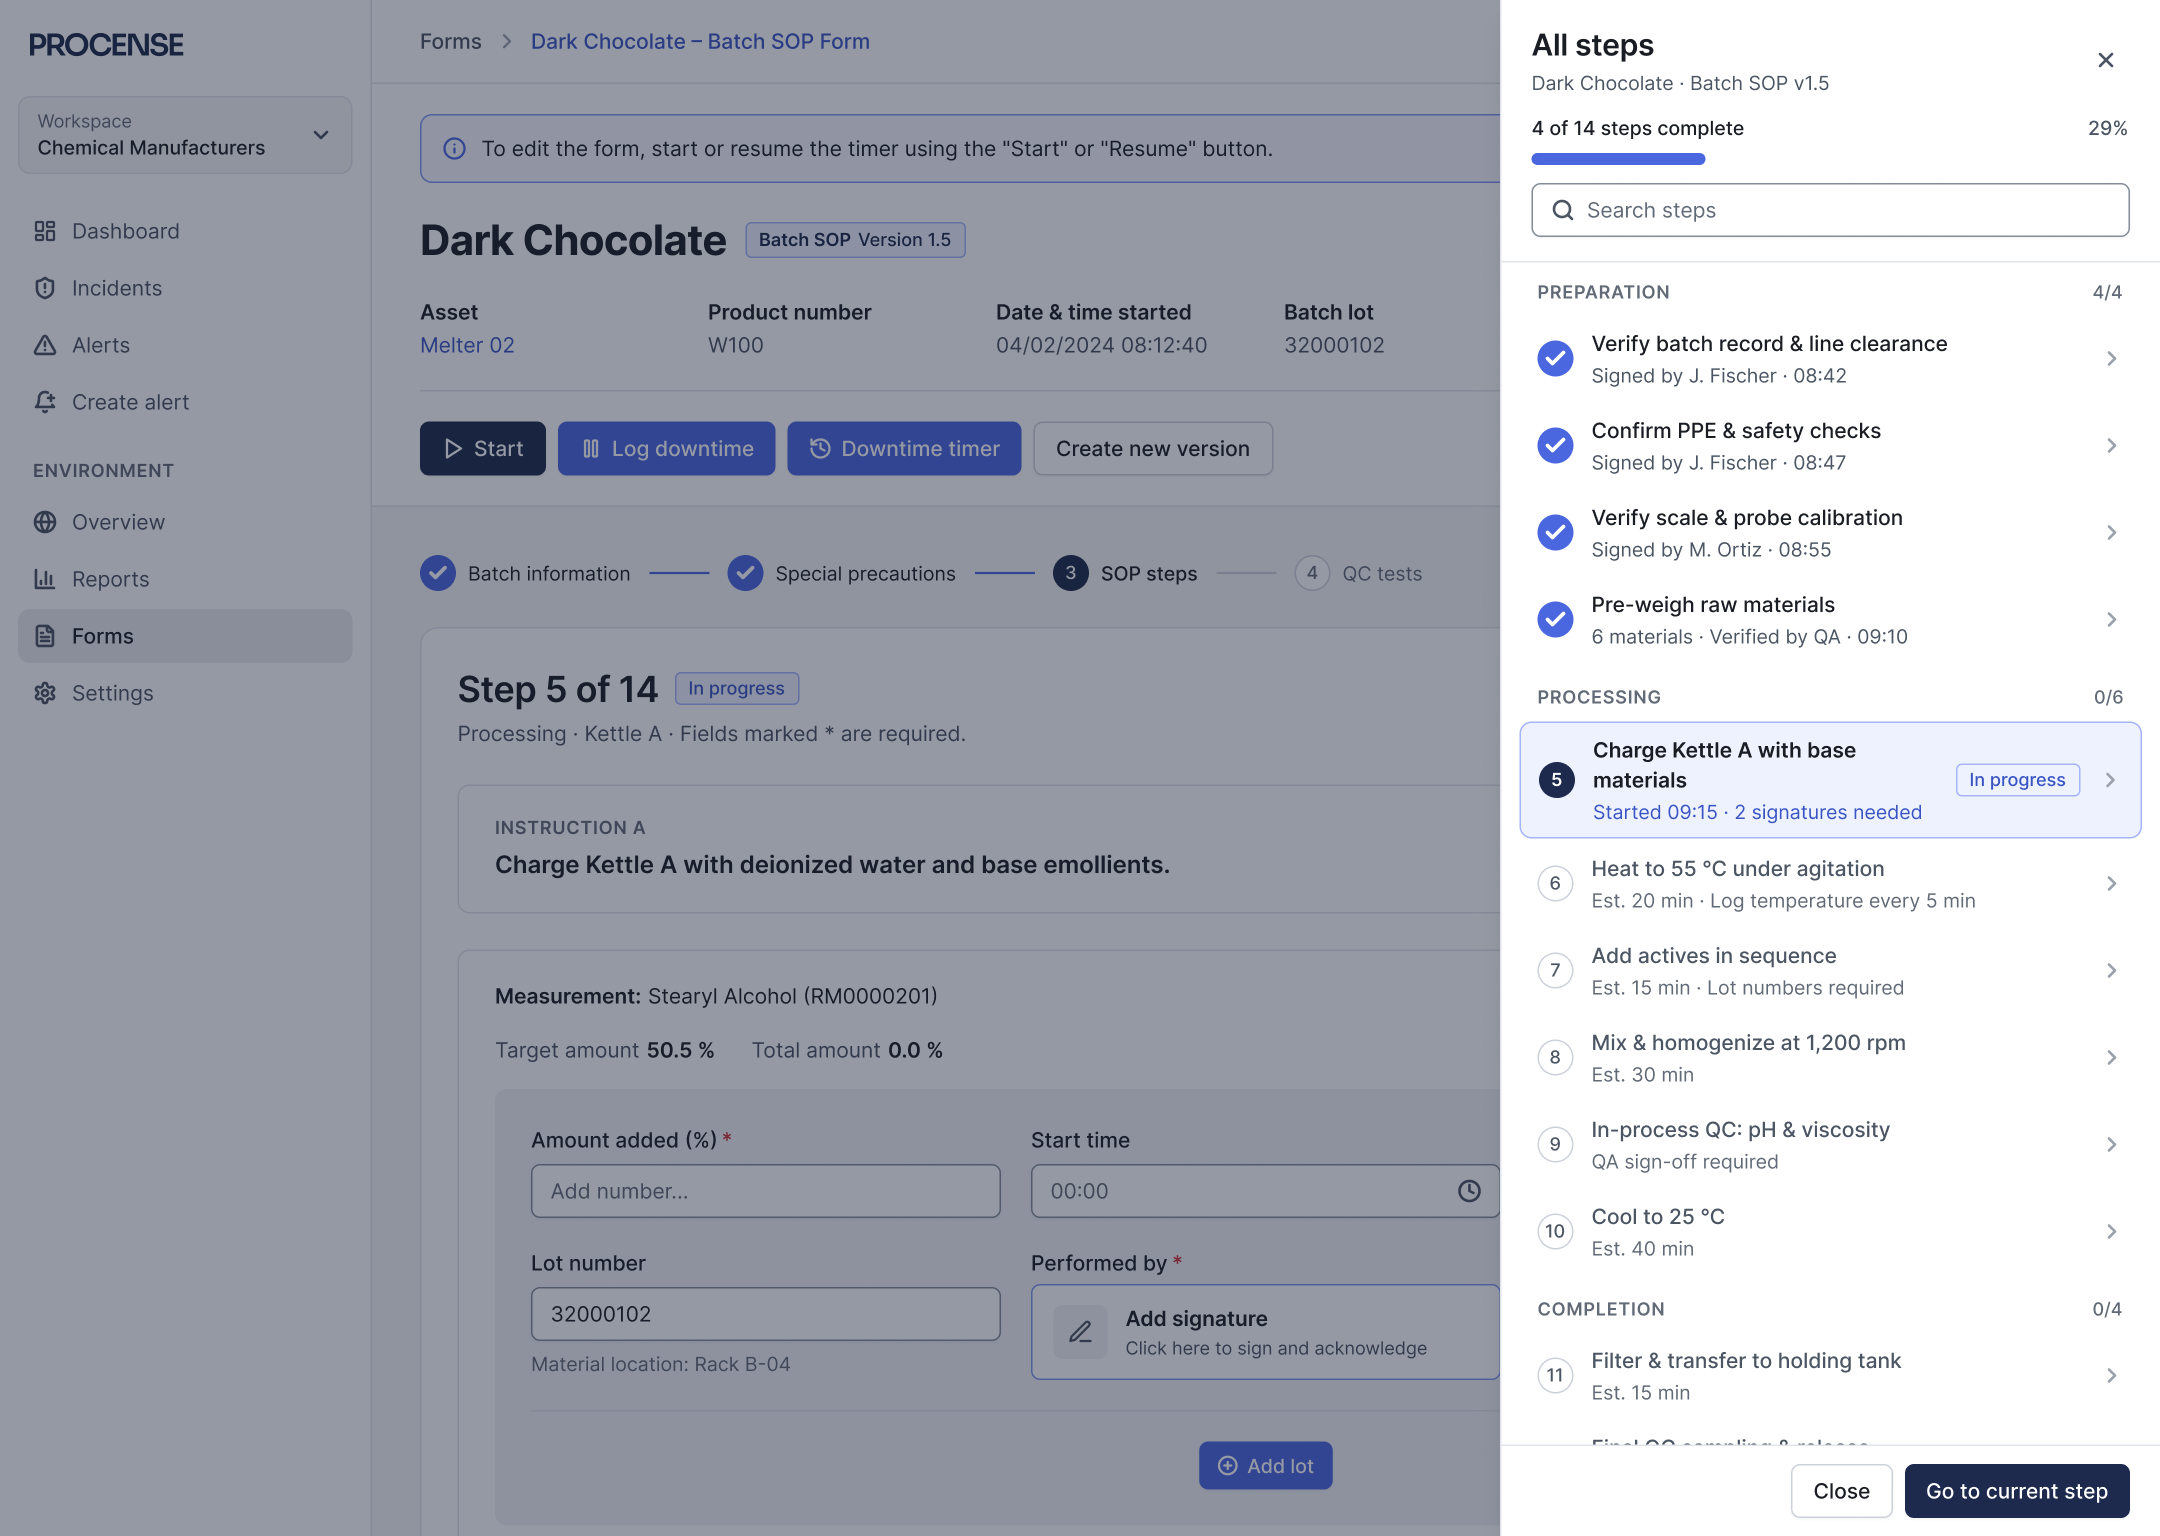 PROCENSE
Workspace
Chemical Manufacturers
Dashboard
Incidents
Alerts
Create alert
ENVIRONMENT
Overview
Reports
Forms
Settings
Forms
Dark Chocolate – Batch SOP Form
To edit the form, start or resume the timer using the "Start" or "Resume" button.
Dark Chocolate
Batch SOP Version 1.5
Asset
Melter 02
Product number
W100
Date & time started
04/02/2024 08:12:40
Batch lot
32000102
Start
Log downtime
Downtime timer
Create new version
Batch information
Special precautions
3
SOP steps
4
QC tests
Step 5 of 14
In progress
Processing · Kettle A · Fields marked * are required.
INSTRUCTION A
Charge Kettle A with deionized water and base emollients.
Measurement: Stearyl Alcohol (RM0000201)
Target amount 50.5 %
Total amount 0.0 %
Amount added (%) *
Add number...
Start time
00:00
Lot number
32000102
Material location: Rack B-04
Performed by *
Add signature
Click here to sign and acknowledge
Add lot
All steps
Dark Chocolate · Batch SOP v1.5
4 of 14 steps complete
29%
Search steps
PREPARATION
4/4
Verify batch record & line clearance
Signed by J. Fischer · 08:42
Confirm PPE & safety checks
Signed by J. Fischer · 08:47
Verify scale & probe calibration
Signed by M. Ortiz · 08:55
Pre-weigh raw materials
6 materials · Verified by QA · 09:10
PROCESSING
0/6
5
Charge Kettle A with base
materials
Started 09:15 · 2 signatures needed
In progress
6
Heat to 55 °C under agitation
Est. 20 min · Log temperature every 5 min
7
Add actives in sequence
Est. 15 min · Lot numbers required
8
Mix & homogenize at 1,200 rpm
Est. 30 min
9
In-process QC: pH & viscosity
QA sign-off required
10
Cool to 25 °C
Est. 40 min
COMPLETION
0/4
11
Filter & transfer to holding tank
Est. 15 min
Final QC sampling & release
Close
Go to current step